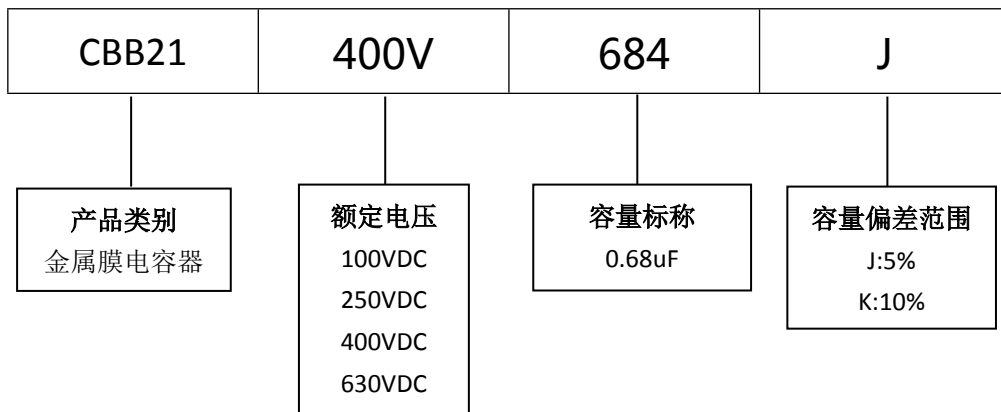 CBB21 400V 684 J
产品类别
金属膜电容器
额定电压
100VDC
250VDC
400VDC
630VDC
容量标称
0.68uF
容量偏差范围
J:5%
K:10%